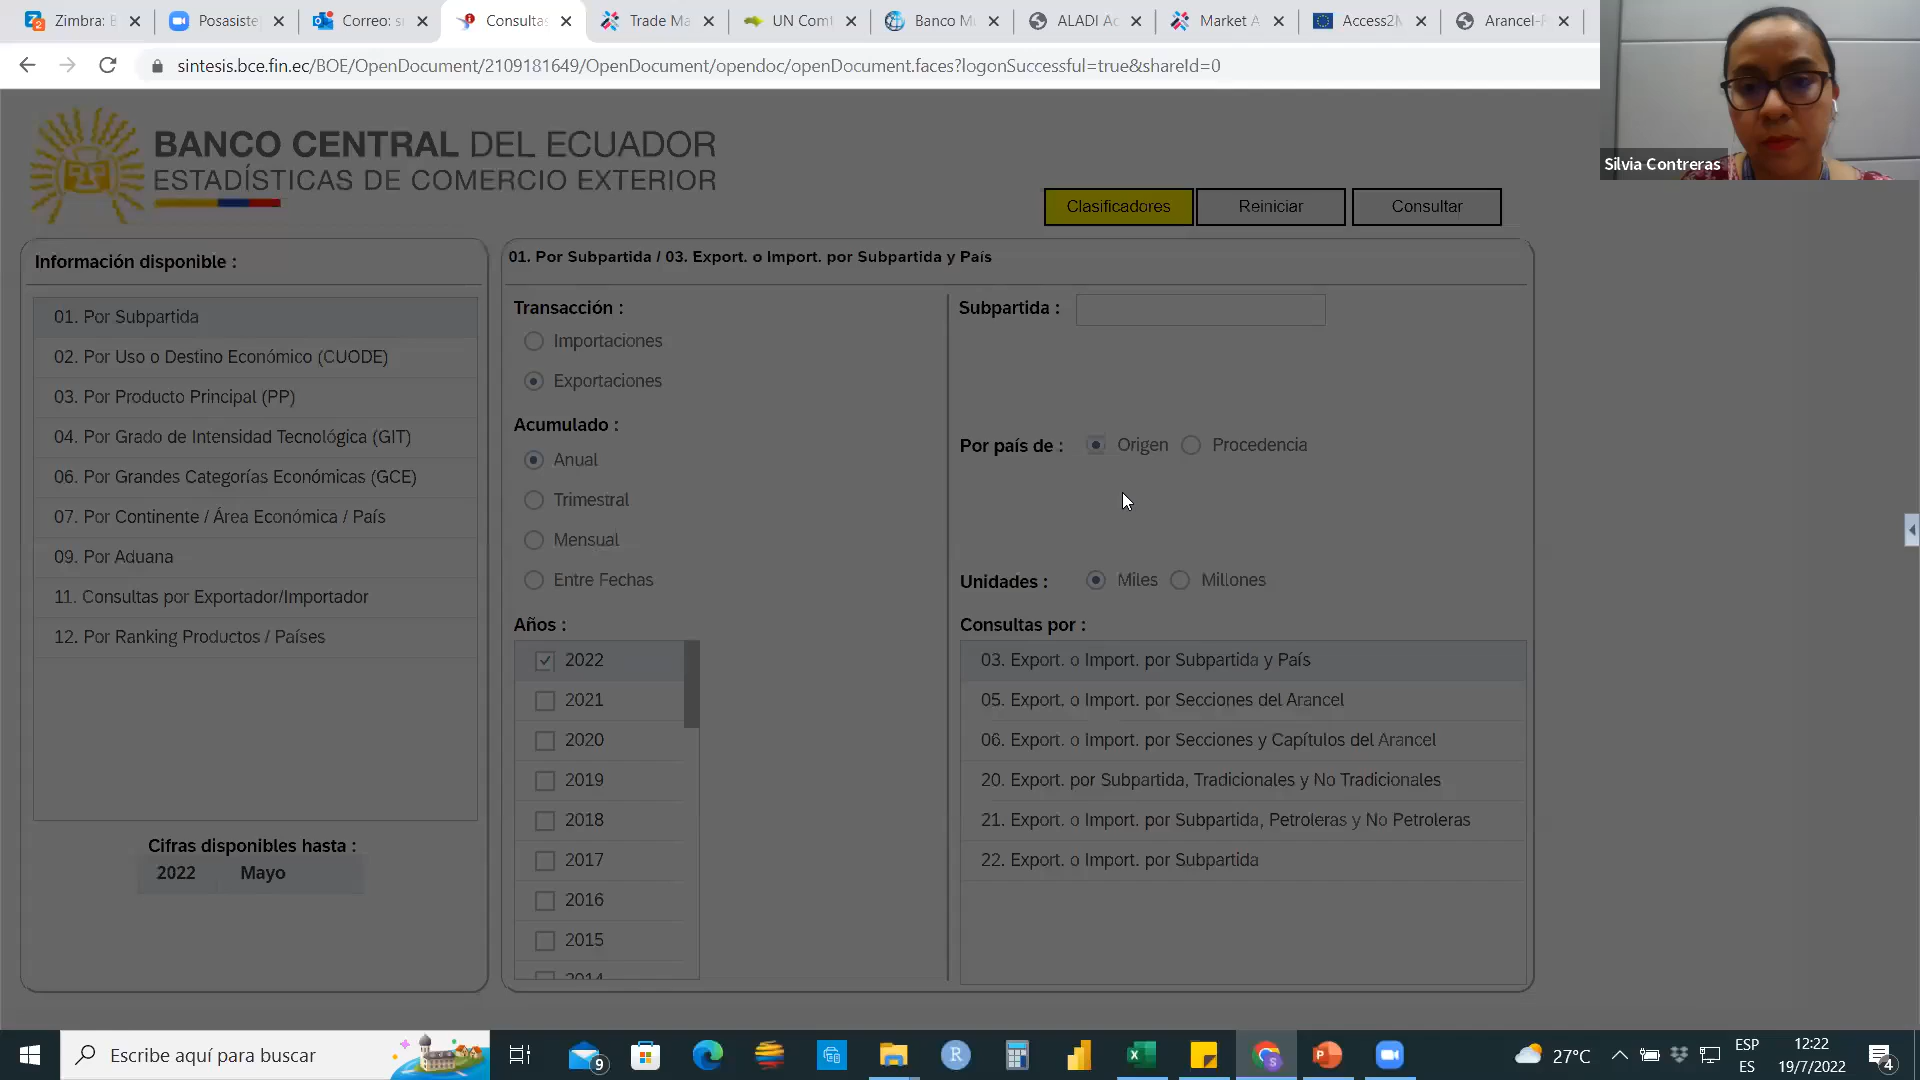 Zimbra: B
Posasiste
Correo: s
Consultas
Trade Ma
UN Comt
Banco Mu
ALADI Ac
Market A
Access2M
Arancel-P
sintesis.bce.fin.ec/BOE/OpenDocument/2109181649/OpenDocument/opendoc/openDocument.faces?logonSuccessful=true&shareId=0
Silvia Contreras
BANCO CENTRAL DEL ECUADOR
ESTADÍSTICAS DE COMERCIO EXTERIOR
Clasificadores
Reiniciar
Consultar
Información disponible :
01. Por Subpartida
02. Por Uso o Destino Económico (CUODE)
03. Por Producto Principal (PP)
04. Por Grado de Intensidad Tecnológica (GIT)
06. Por Grandes Categorías Económicas (GCE)
07. Por Continente / Área Económica / País
09. Por Aduana
11. Consultas por Exportador/Importador
12. Por Ranking Productos / Países
Cifras disponibles hasta :
2022 Mayo
01. Por Subpartida / 03. Export. o Import. por Subpartida y País
Transacción :
Importaciones
Exportaciones
Acumulado :
Anual
Trimestral
Mensual
Entre Fechas
Años :
2022
2021
2020
2019
2018
2017
2016
2015
2014
Subpartida :
Por país de : Origen Procedencia
Unidades : Miles Millones
Consultas por :
03. Export. o Import. por Subpartida y País
05. Export. o Import. por Secciones del Arancel
06. Export. o Import. por Secciones y Capítulos del Arancel
20. Export. por Subpartida, Tradicionales y No Tradicionales
21. Export. o Import. por Subpartida, Petroleras y No Petroleras
22. Export. o Import. por Subpartida
Escribe aquí para buscar
9
27°C
ESP
ES
12:22
19/7/2022
4